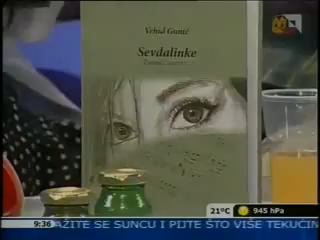 Vehid Gunić
Sevdalinke
21°C 945 hPa
9:36 AŽITE SE SUNCU I PIJTE ŠTO VIŠE TEKUĆIN